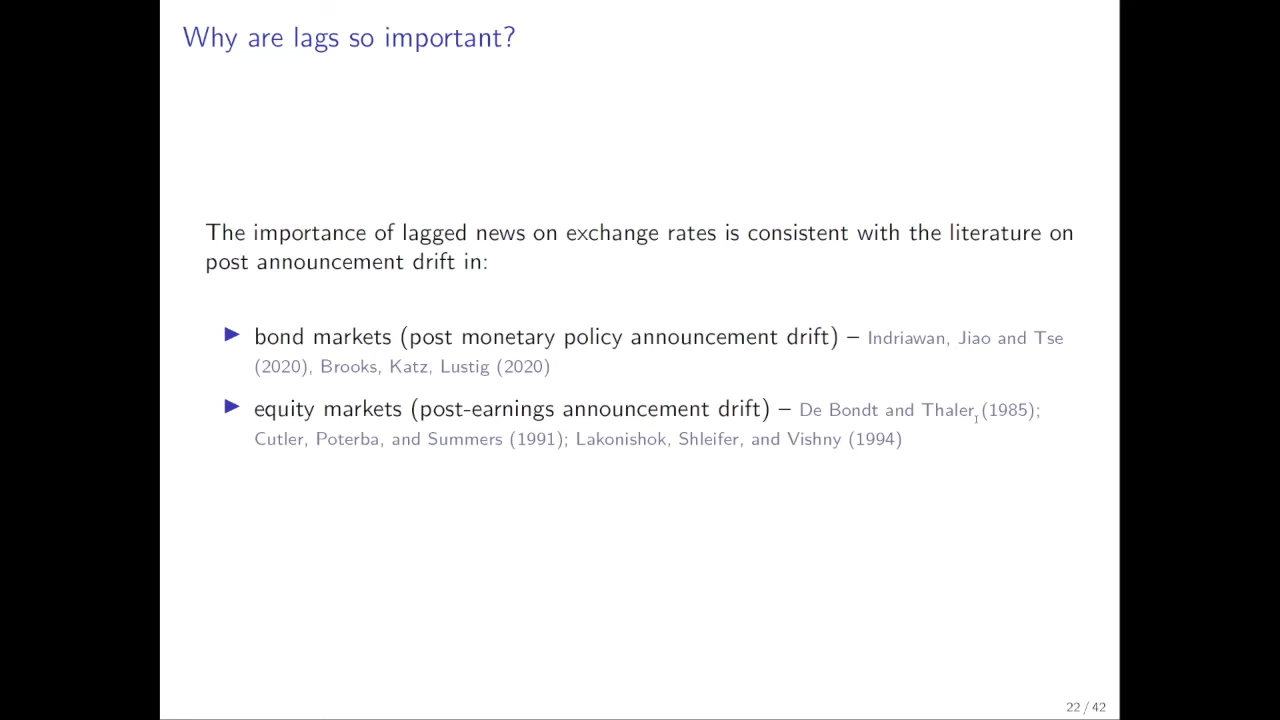 Why are lags so important?
The importance of lagged news on exchange rates is consistent with the literature on
post announcement drift in:
▶ bond markets (post monetary policy announcement drift) – Indriawan, Jiao and Tse
(2020), Brooks, Katz, Lustig (2020)
▶ equity markets (post-earnings announcement drift) – De Bondt and Thaler (1985);
Cutler, Poterba, and Summers (1991); Lakonishok, Shleifer, and Vishny (1994)
22 / 42